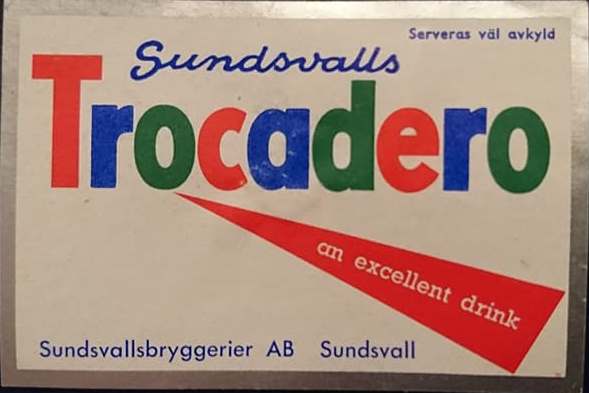 Serveras väl avkyld
Sundsvalls
Trocadero
an excellent drink
Sundsvallsbryggerier AB Sundsvall